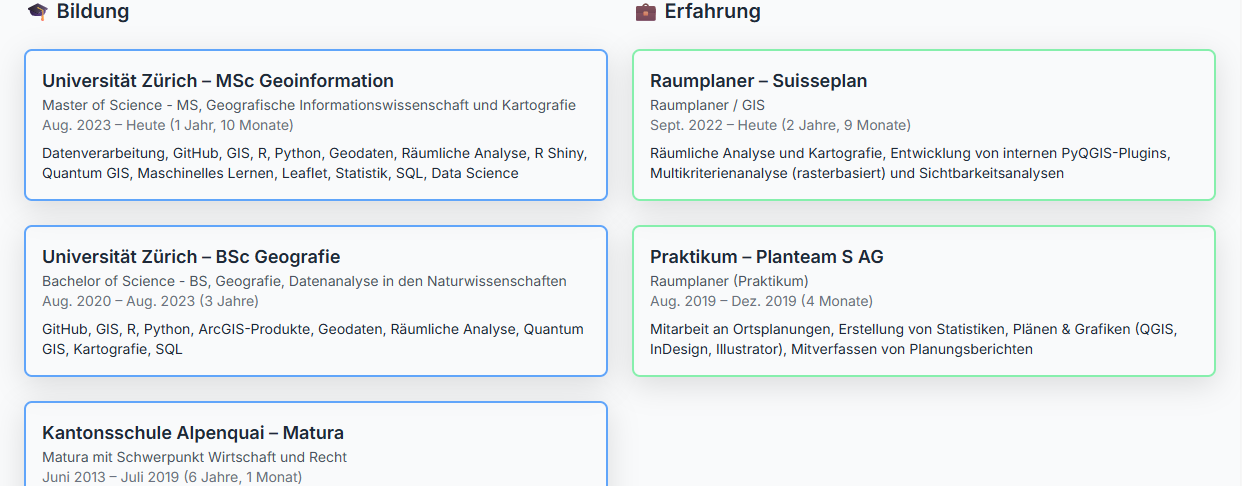 🎓 Bildung
Universität Zürich – MSc Geoinformation
Master of Science - MS, Geografische Informationswissenschaft und Kartografie
Aug. 2023 – Heute (1 Jahr, 10 Monate)
Datenverarbeitung, GitHub, GIS, R, Python, Geodaten, Räumliche Analyse, R Shiny,
Quantum GIS, Maschinelles Lernen, Leaflet, Statistik, SQL, Data Science
Universität Zürich – BSc Geografie
Bachelor of Science - BS, Geografie, Datenanalyse in den Naturwissenschaften
Aug. 2020 – Aug. 2023 (3 Jahre)
GitHub, GIS, R, Python, ArcGIS-Produkte, Geodaten, Räumliche Analyse, Quantum
GIS, Kartografie, SQL
Kantonsschule Alpenquai – Matura
Matura mit Schwerpunkt Wirtschaft und Recht
Juni 2013 – Juli 2019 (6 Jahre, 1 Monat)
💼 Erfahrung
Raumplaner – Suisseplan
Raumplaner / GIS
Sept. 2022 – Heute (2 Jahre, 9 Monate)
Räumliche Analyse und Kartografie, Entwicklung von internen PyQGIS-Plugins,
Multikriterienanalyse (rasterbasiert) und Sichtbarkeitsanalysen
Praktikum – Planteam S AG
Raumplaner (Praktikum)
Aug. 2019 – Dez. 2019 (4 Monate)
Mitarbeit an Ortsplanungen, Erstellung von Statistiken, Plänen & Grafiken (QGIS,
InDesign, Illustrator), Mitverfassen von Planungsberichten